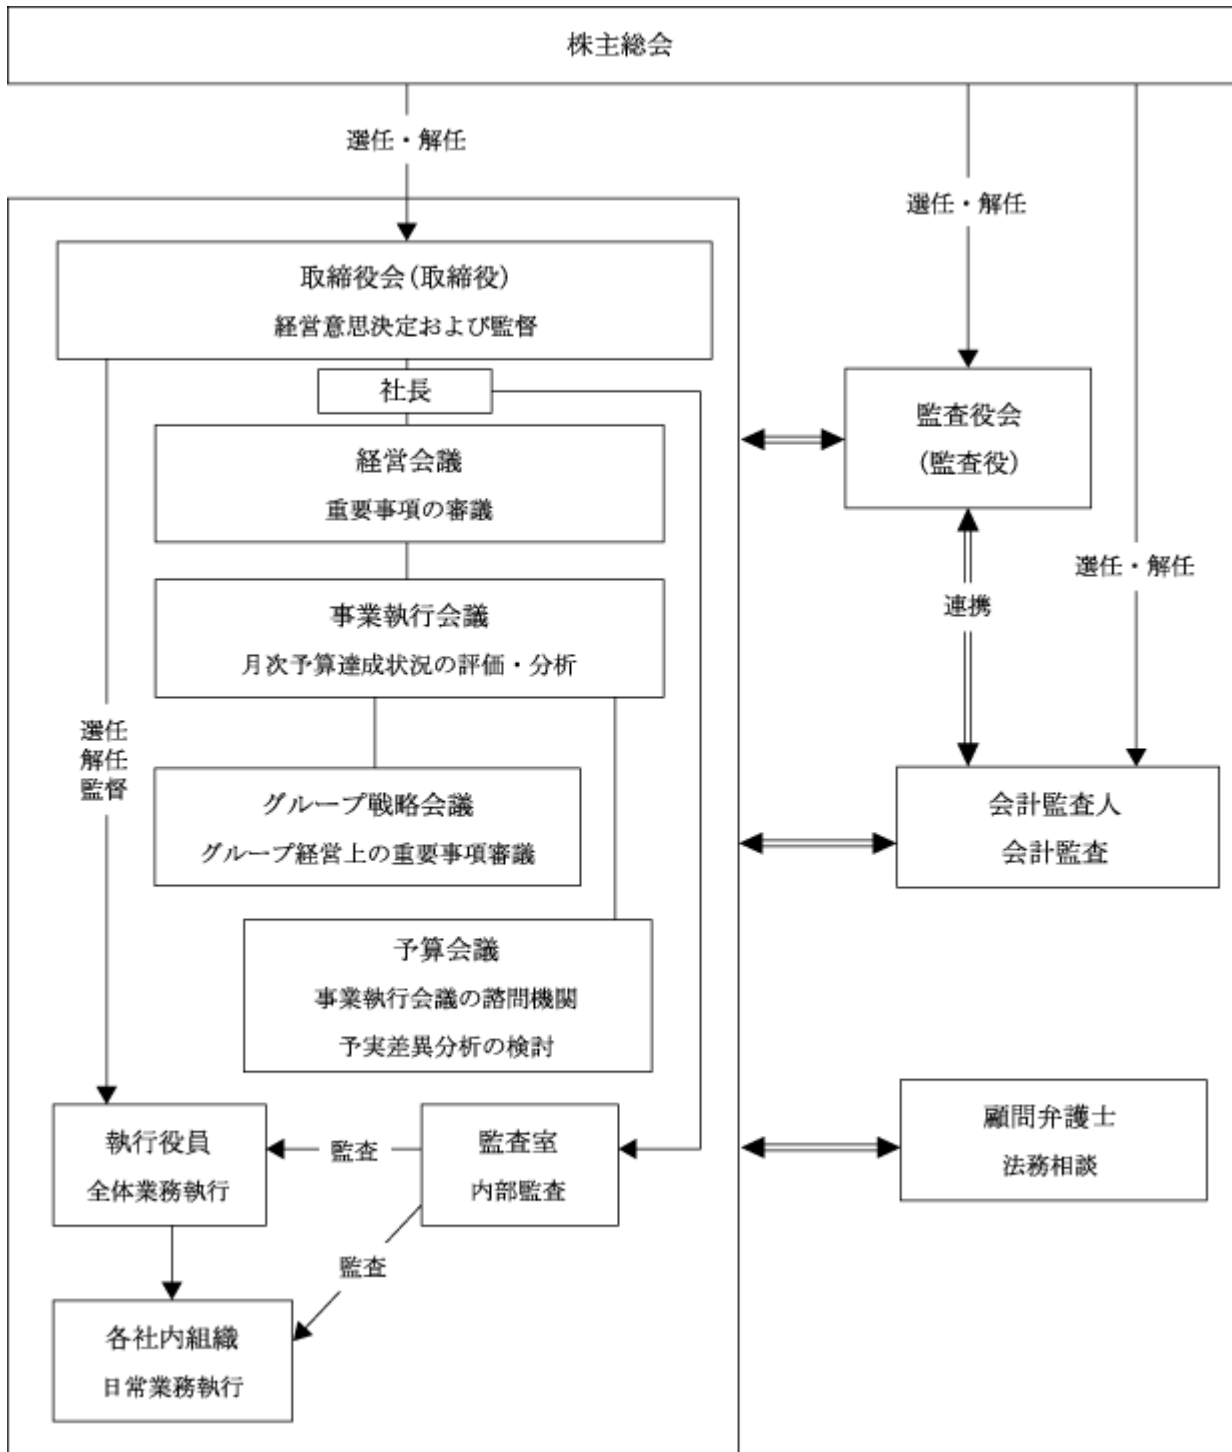 株主総会
選任・解任
選任・解任
取締役会(取締役)
経営意思決定および監督
社長
監査役会
(監査役)
経営会議
重要事項の審議
選任・解任
事業執行会議
月次予算達成状況の評価・分析
連携
選任
解任
監督
グループ戦略会議
グループ経営上の重要事項審議
会計監査人
会計監査
予算会議
事業執行会議の諮問機関
予実差異分析の検討
執行役員
全体業務執行
監査
監査室
内部監査
顧問弁護士
法務相談
監査
各社内組織
日常業務執行